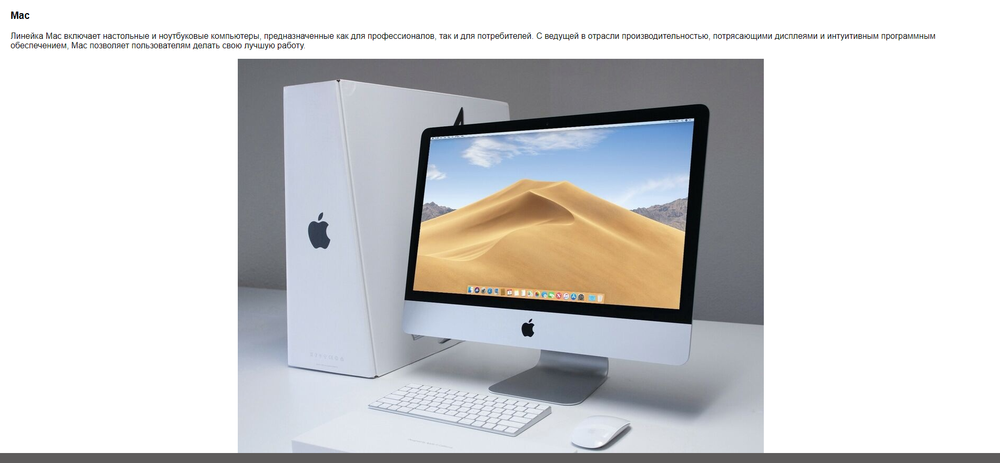 Mac
Линейка Mac включает настольные и ноутбуковые компьютеры, предназначенные как для профессионалов, так и для потребителей. С ведущей в отрасли производительностью, потрясающими дисплеями и интуитивным программным
обеспечением, Mac позволяет пользователям делать свою лучшую работу.